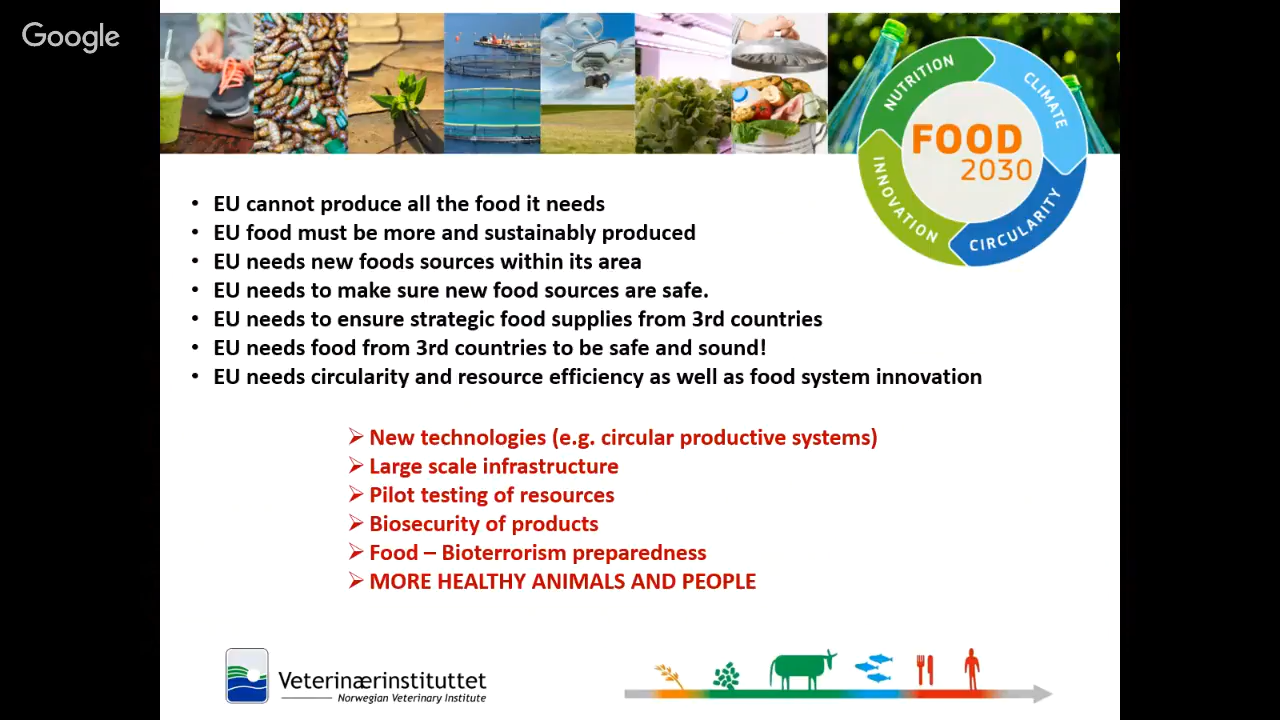 Google
NUTRITION
CLIMATE
FOOD
2030
INNOVATION
CIRCULARITY
• EU cannot produce all the food it needs
• EU food must be more and sustainably produced
• EU needs new foods sources within its area
• EU needs to make sure new food sources are safe.
• EU needs to ensure strategic food supplies from 3rd countries
• EU needs food from 3rd countries to be safe and sound!
• EU needs circularity and resource efficiency as well as food system innovation
➢ New technologies (e.g. circular productive systems)
➢ Large scale infrastructure
➢ Pilot testing of resources
➢ Biosecurity of products
➢ Food – Bioterrorism preparedness
➢ MORE HEALTHY ANIMALS AND PEOPLE
Veterinærinstituttet
Norwegian Veterinary Institute